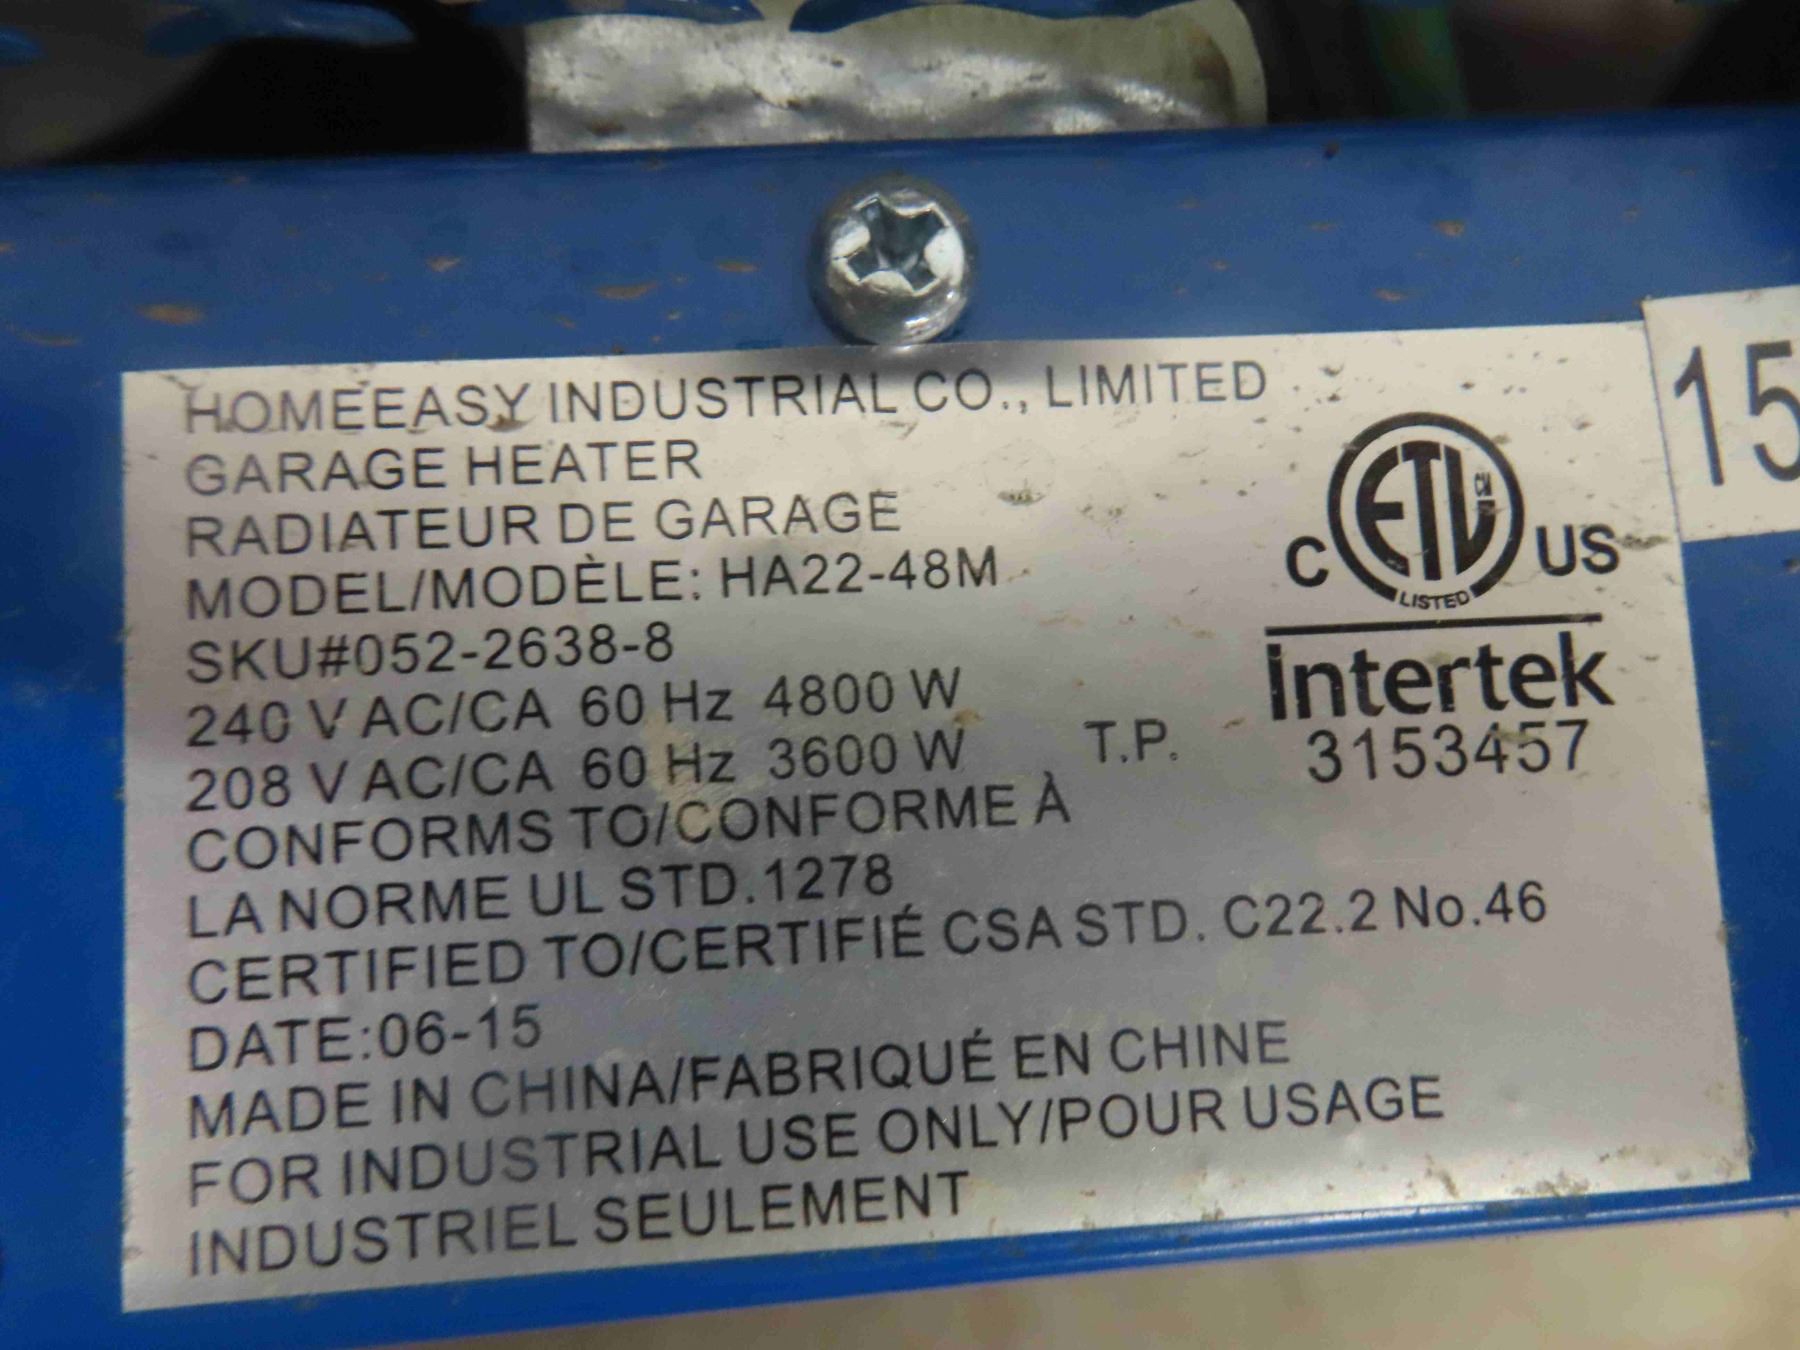 HOMEEASY INDUSTRIAL CO., LIMITED
GARAGE HEATER
RADIATEUR DE GARAGE
MODEL/MODÈLE: HA22-48M
SKU#052-2638-8
240 V AC/CA 60 Hz 4800 W
208 V AC/CA 60 Hz 3600 W T.P.
CONFORMS TO/CONFORME À
LA NORME UL STD.1278
CERTIFIED TO/CERTIFIÉ CSA STD. C22.2 No.46
DATE:06-15
MADE IN CHINA/FABRIQUÉ EN CHINE
FOR INDUSTRIAL USE ONLY/POUR USAGE
INDUSTRIEL SEULEMENT
C ETL CM US
LISTED
Intertek
3153457
15